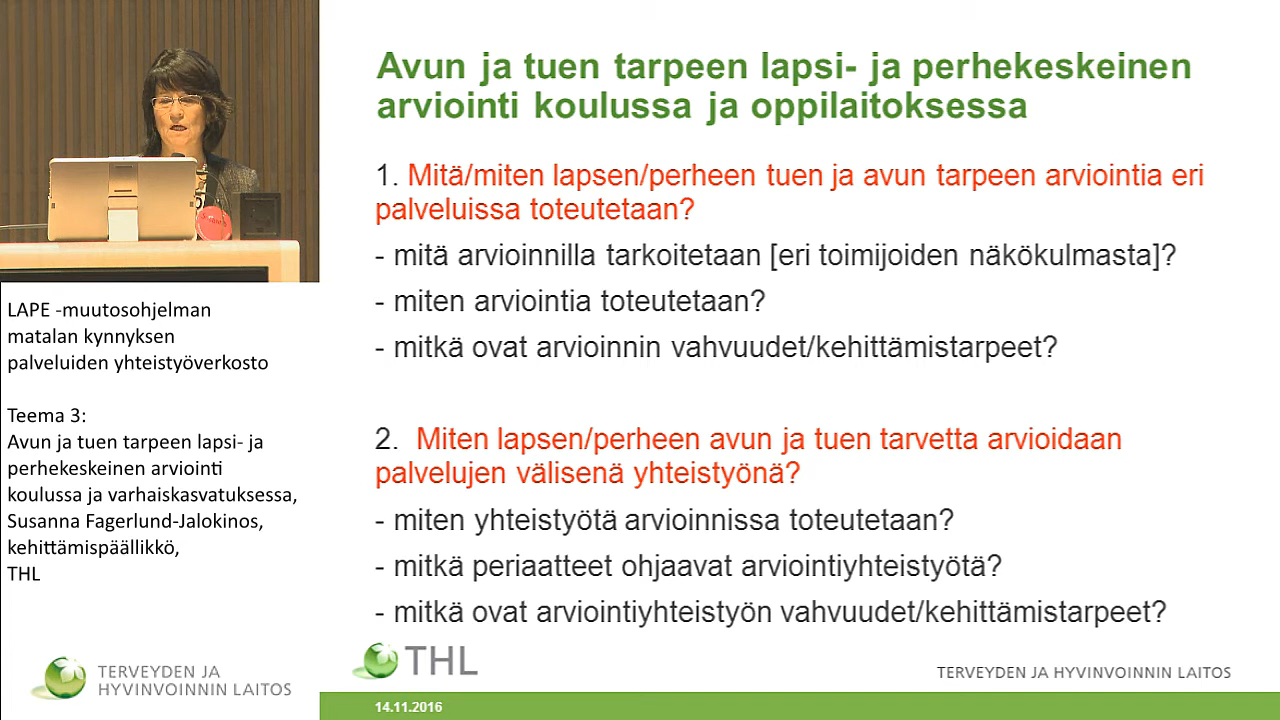 LAPE -muutosohjelman
matalan kynnyksen
palveluiden yhteistyöverkosto
Teema 3:
Avun ja tuen tarpeen lapsi- ja
perhekeskeinen arviointi
koulussa ja varhaiskasvatuksessa,
Susanna Fagerlund-Jalokinos,
kehittämispäällikkö,
THL
TERVEYDEN JA
HYVINVOINNIN LAITOS
Avun ja tuen tarpeen lapsi- ja perhekeskeinen
arviointi koulussa ja oppilaitoksessa
1. Mitä/miten lapsen/perheen tuen ja avun tarpeen arviointia eri
palveluissa toteutetaan?
- mitä arvioinnilla tarkoitetaan [eri toimijoiden näkökulmasta]?
- miten arviointia toteutetaan?
- mitkä ovat arvioinnin vahvuudet/kehittämistarpeet?
2. Miten lapsen/perheen avun ja tuen tarvetta arvioidaan
palvelujen välisenä yhteistyönä?
- miten yhteistyötä arvioinnissa toteutetaan?
- mitkä periaatteet ohjaavat arviointiyhteistyötä?
- mitkä ovat arviointiyhteistyön vahvuudet/kehittämistarpeet?
THL
TERVEYDEN JA HYVINVOINNIN LAITOS
14.11.2016